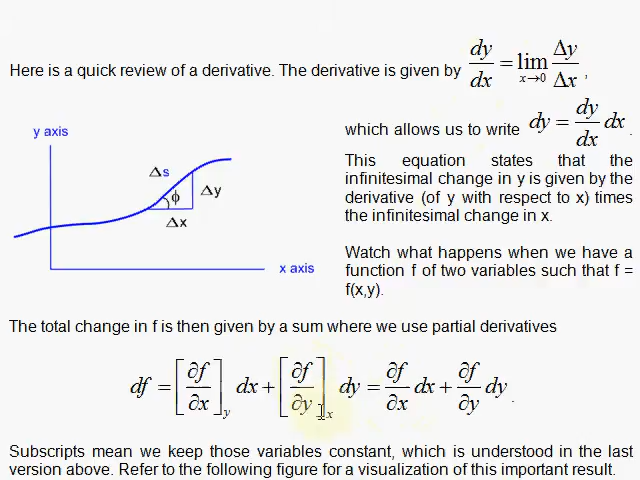 Here is a quick review of a derivative. The derivative is given by dy/dx = lim x→0 Δy/Δx ,
which allows us to write dy = dy/dx dx .
y axis
Δs
ϕ
Δy
Δx
x axis
This equation states that the
infinitesimal change in y is given by the
derivative (of y with respect to x) times
the infinitesimal change in x.
Watch what happens when we have a
function f of two variables such that f =
f(x,y).
The total change in f is then given by a sum where we use partial derivatives
df = [∂f/∂x]_y dx + [∂f/∂y]_x dy = ∂f/∂x dx + ∂f/∂y dy .
Subscripts mean we keep those variables constant, which is understood in the last
version above. Refer to the following figure for a visualization of this important result.